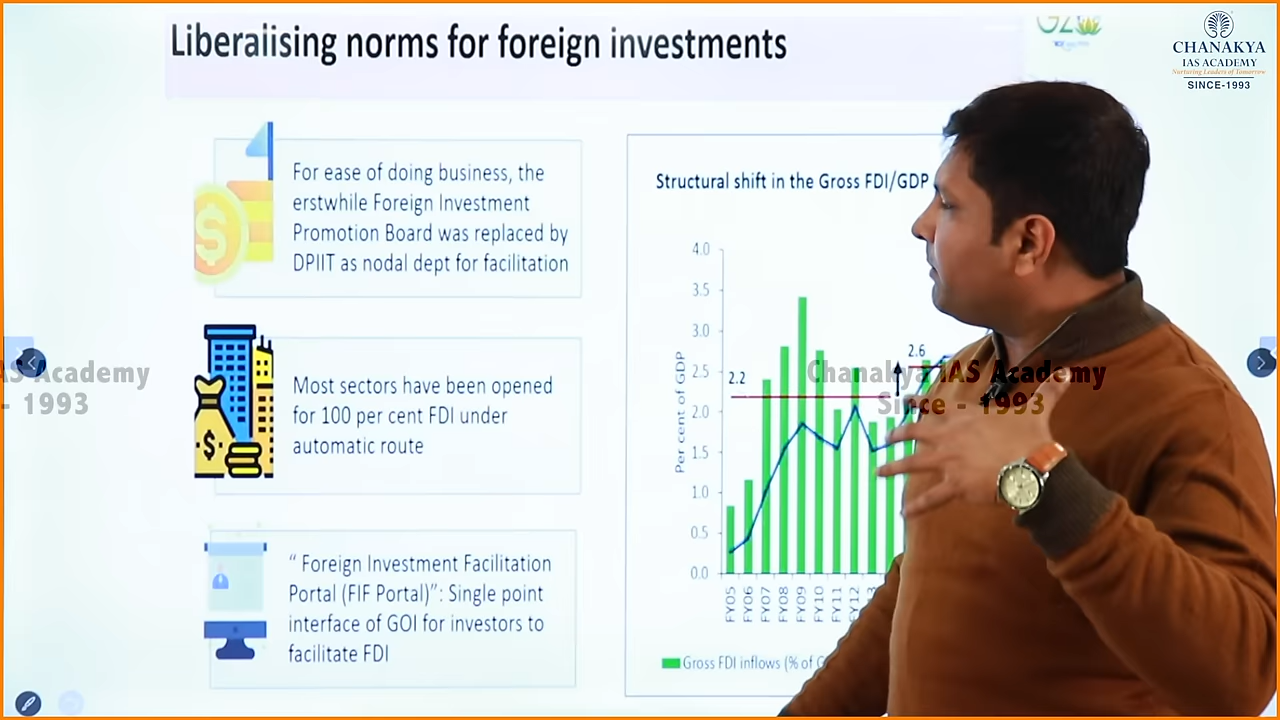 Liberalising norms for foreign investments
CHANAKYA
IAS ACADEMY
Nurturing Leaders of Tomorrow
SINCE-1993
For ease of doing business, the
erstwhile Foreign Investment
Promotion Board was replaced by
DPIIT as nodal dept for facilitation
Most sectors have been opened
for 100 per cent FDI under
automatic route
“ Foreign Investment Facilitation
Portal (FIF Portal)”: Single point
interface of GOI for investors to
facilitate FDI
Structural shift in the Gross FDI/GDP
Per cent of GDP
4.0
3.5
3.0
2.5
2.0
1.5
1.0
0.5
0.0
2.2
2.6
FY05
FY06
FY07
FY08
FY09
FY10
FY11
FY12
Gross FDI inflows (% of G
AS Academy
- 1993
Chanakya IAS Academy
Since - 1993